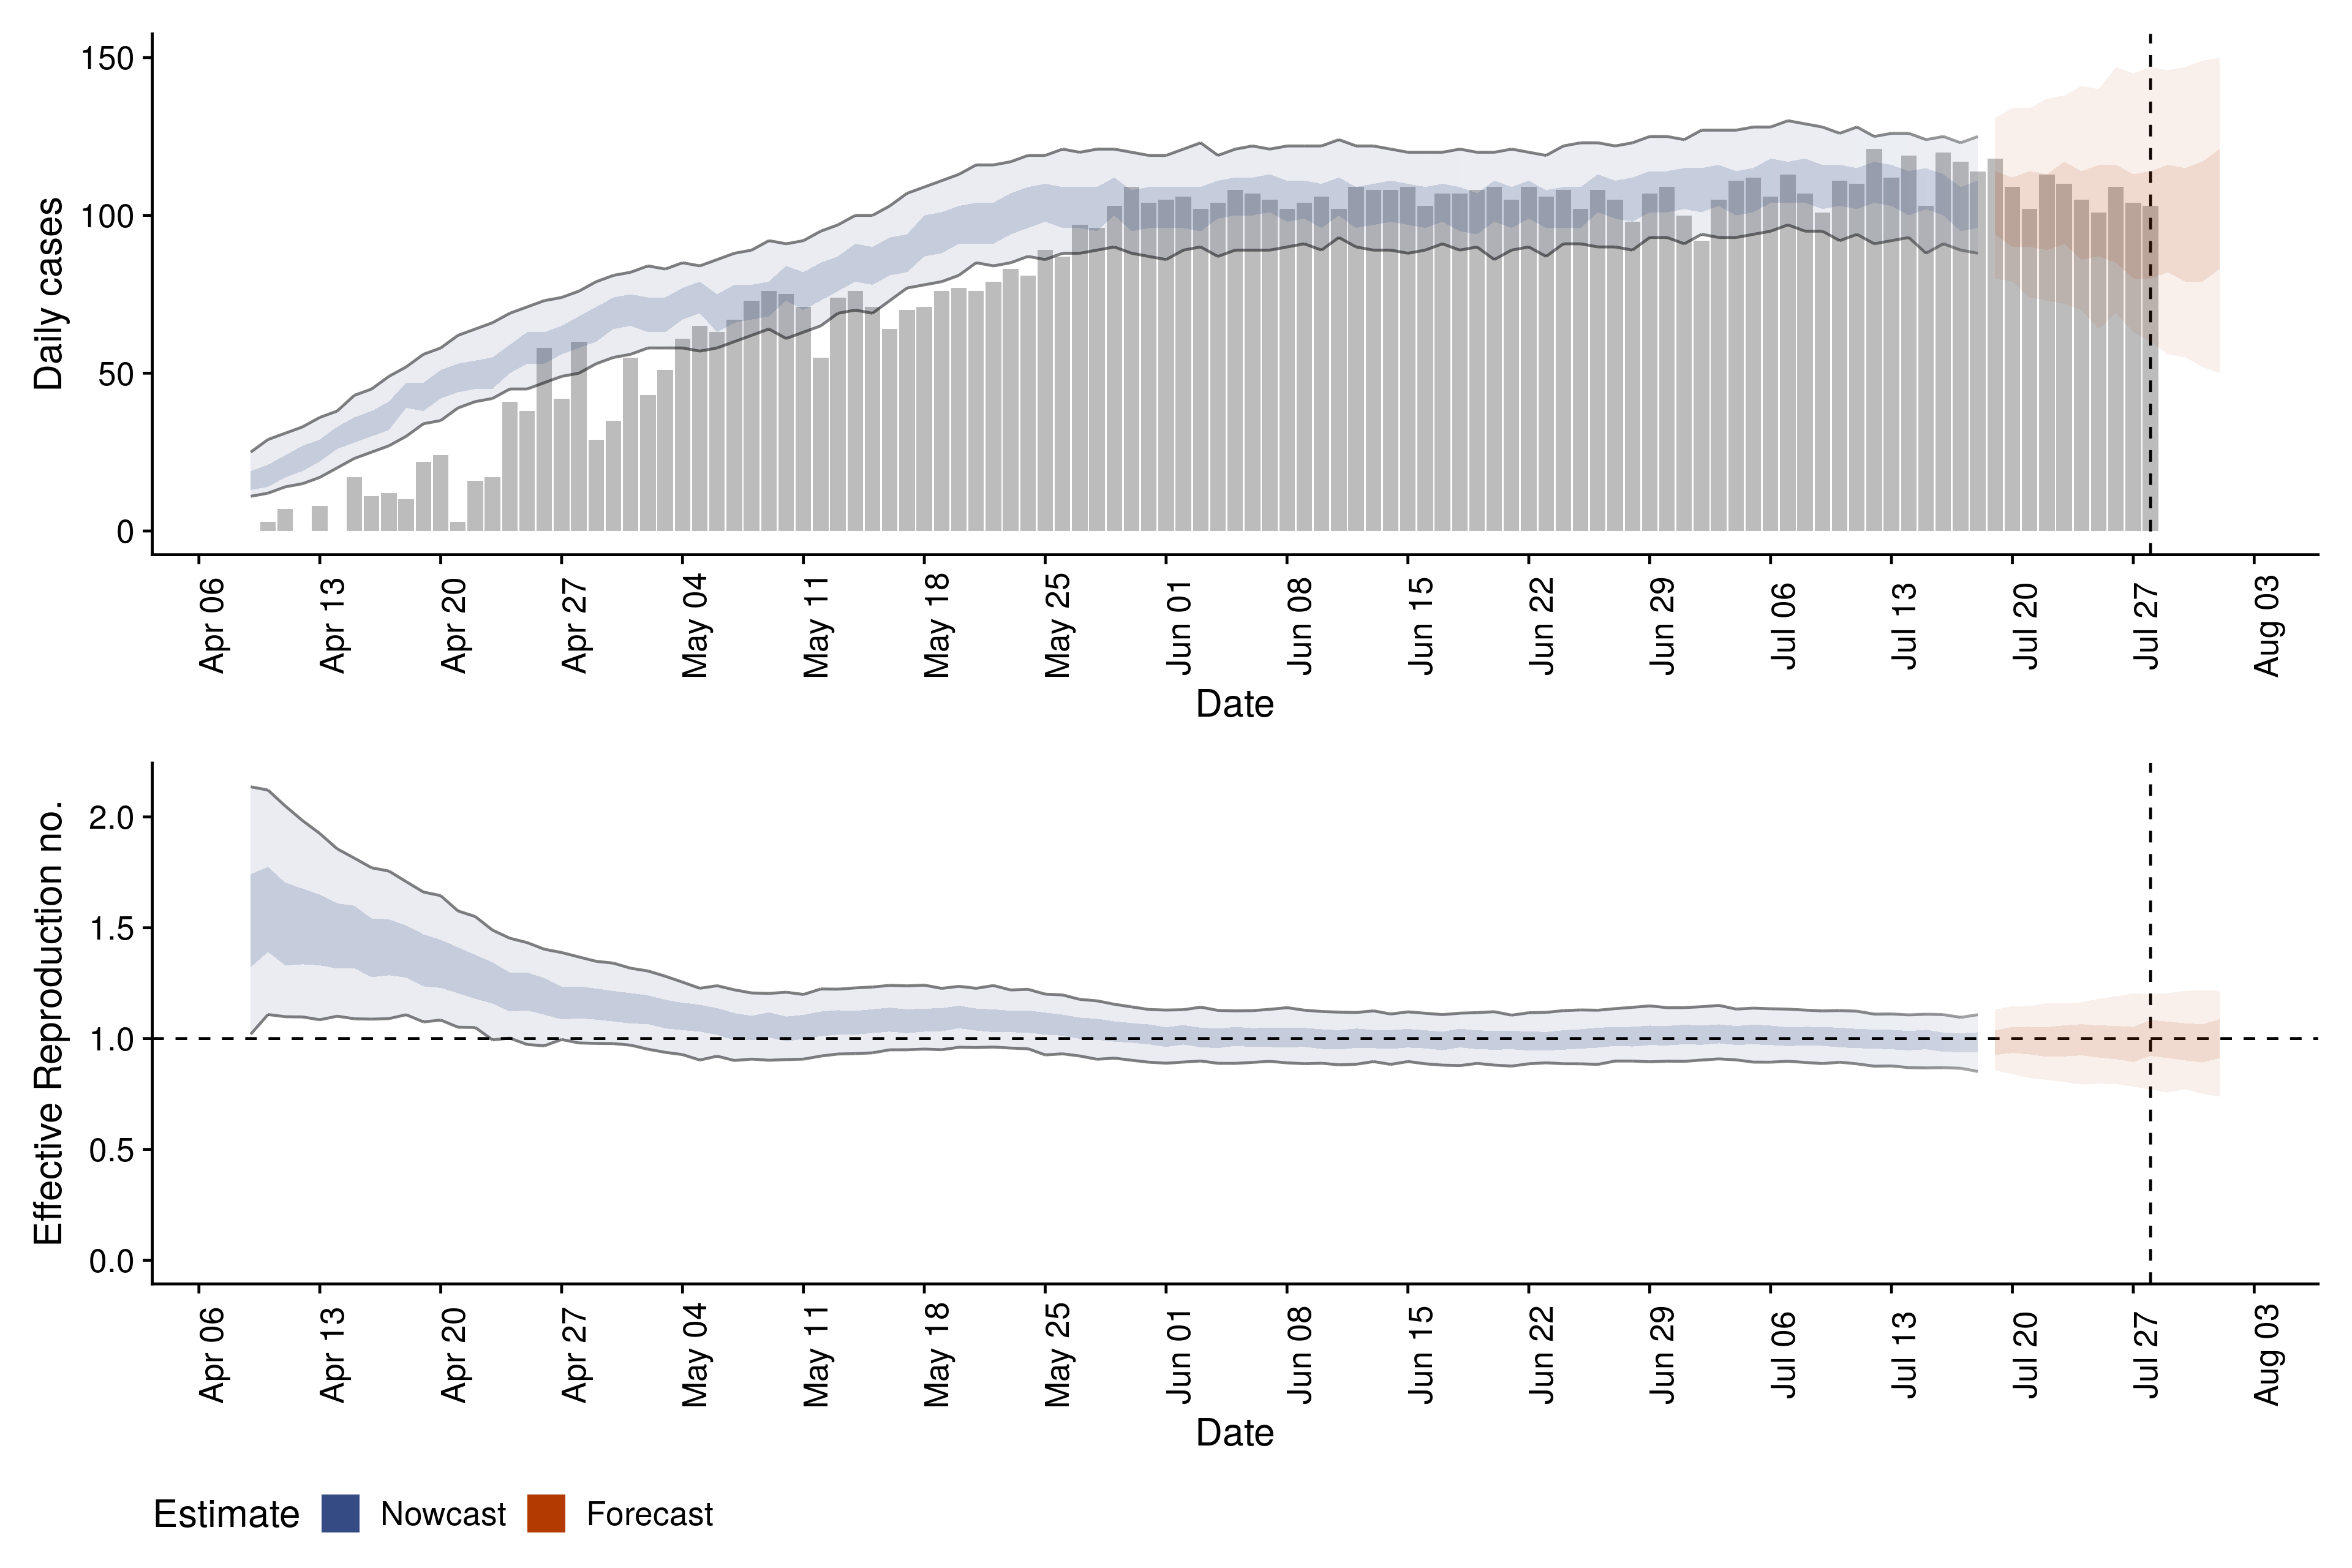 Daily cases
150
100
50
0
Apr 06
Apr 13
Apr 20
Apr 27
May 04
May 11
May 18
May 25
Jun 01
Jun 08
Jun 15
Jun 22
Jun 29
Jul 06
Jul 13
Jul 20
Jul 27
Aug 03
Date
Effective Reproduction no.
2.0
1.5
1.0
0.5
0.0
Apr 06
Apr 13
Apr 20
Apr 27
May 04
May 11
May 18
May 25
Jun 01
Jun 08
Jun 15
Jun 22
Jun 29
Jul 06
Jul 13
Jul 20
Jul 27
Aug 03
Date
Estimate Nowcast Forecast